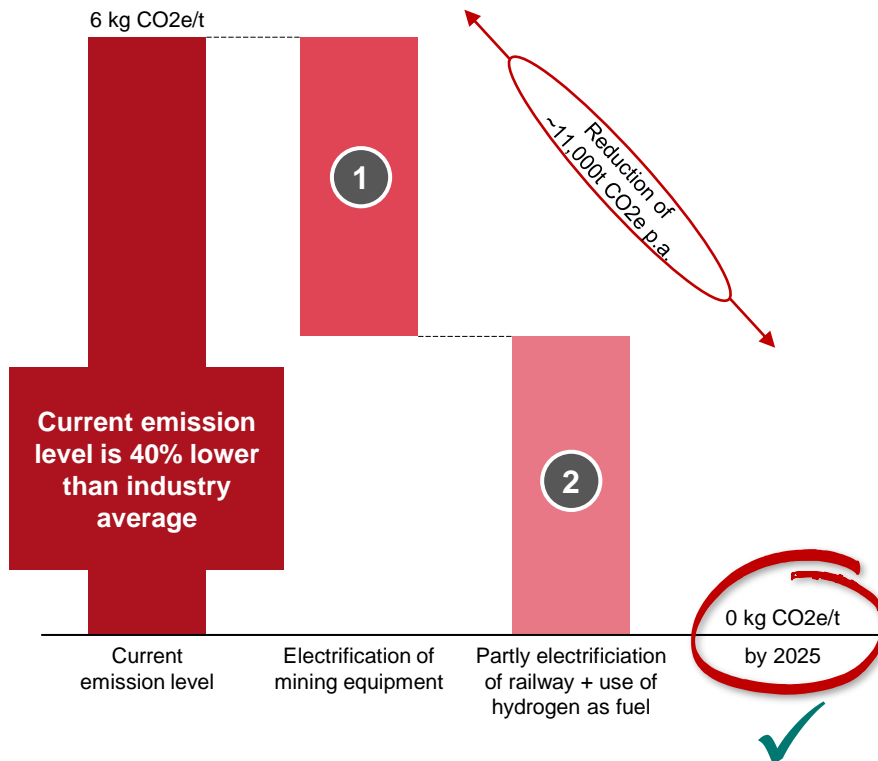 6 kg CO2e/t
1
Reduction of
~11,000t CO2e p.a.
Current emission
level is 40% lower
than industry
average
2
0 kg CO2e/t
by 2025
Current
emission level
Electrification of
mining equipment
Partly electrificiation
of railway + use of
hydrogen as fuel